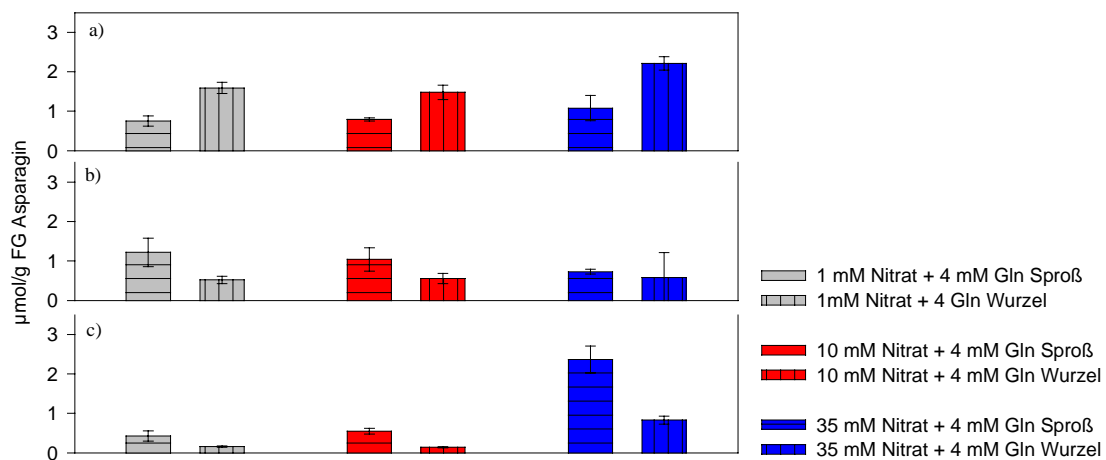 a)
3
2
1
0
b)
3
2
1
0
c)
3
2
1
0
µmol/g FG Asparagin
1 mM Nitrat + 4 mM Gln Sproß
1mM Nitrat + 4 Gln Wurzel
10 mM Nitrat + 4 mM Gln Sproß
10 mM Nitrat + 4 mM Gln Wurzel
35 mM Nitrat + 4 mM Gln Sproß
35 mM Nitrat + 4 mM Gln Wurzel